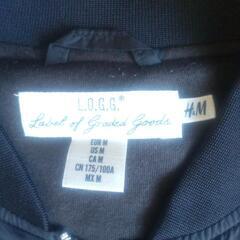 L.O.G.G.®
Label of Graded Goods
H&M
EUR M
US M
CA M
CN 175/100A
MX M